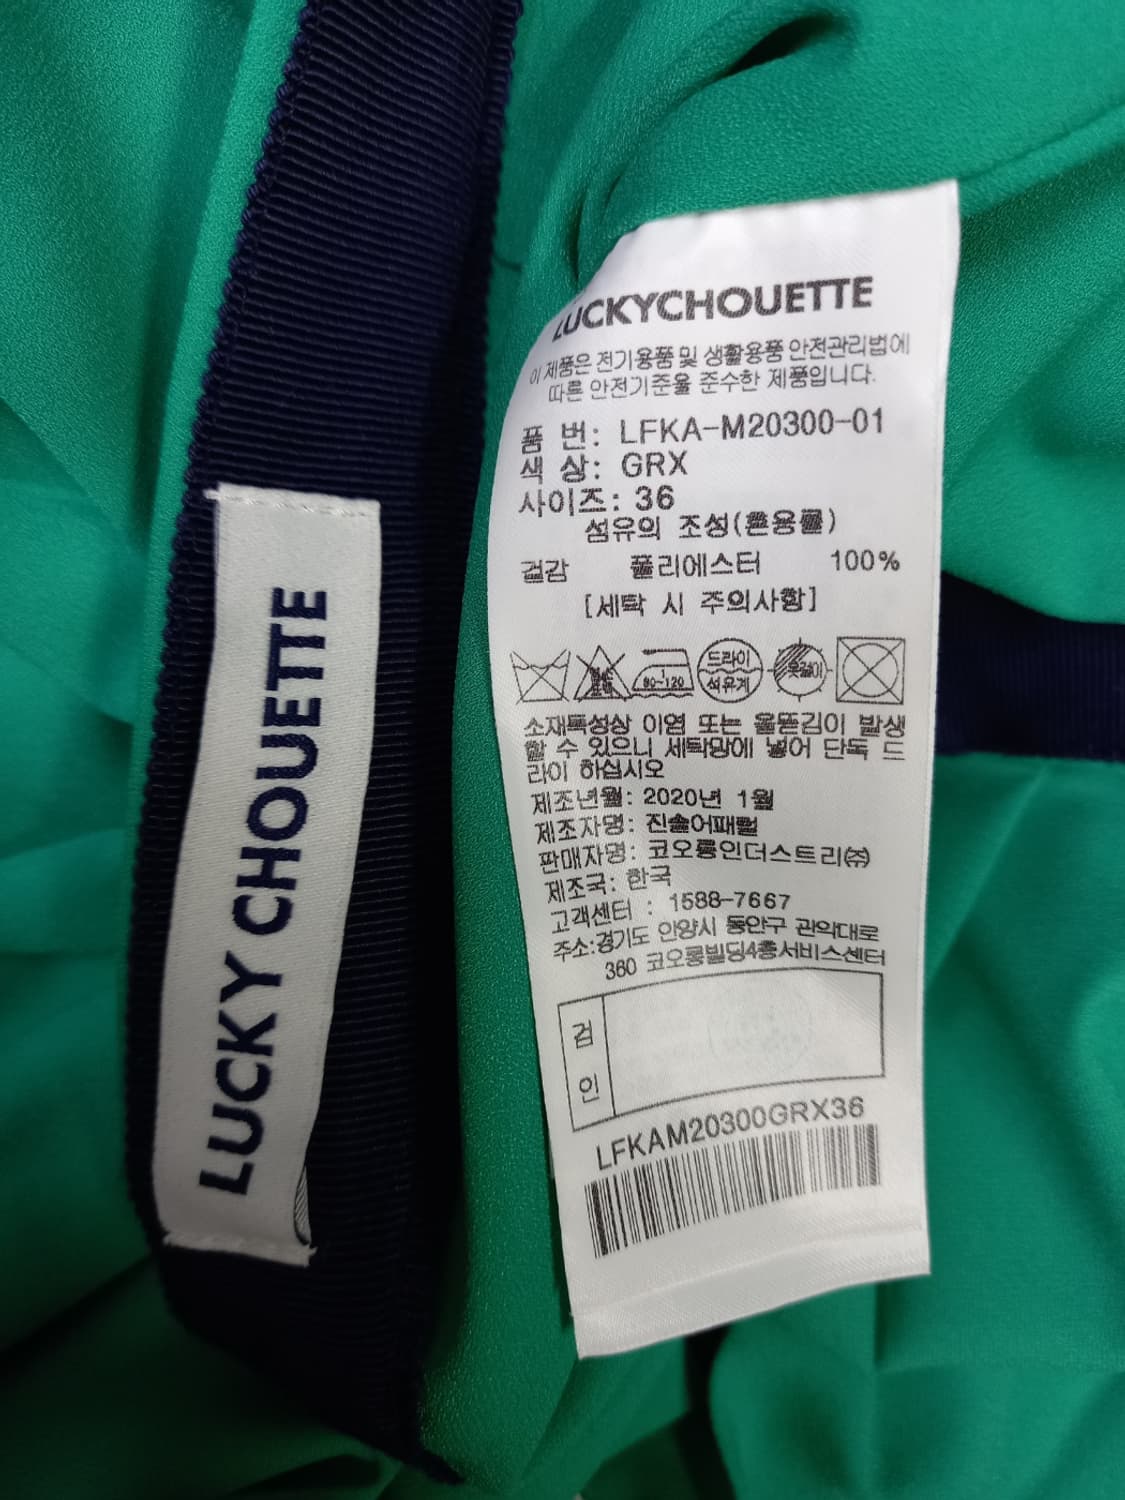 LUCKY CHOUETTE
LUCKYCHOUETTE
이 제품은 전기용품 및 생활용품 안전관리법에
따른 안전기준을 준수한 제품입니다.
품 번: LFKA-M20300-01
색 상: GRX
사이즈: 36
섬유의 조성(혼용률)
겉감 폴리에스터 100%
[세탁 시 주의사항]
80~120
드라이
석유계
옷걸이
소재특성상 이염 또는 올뜯김이 발생
할 수 있으니 세탁망에 넣어 단독 드
라이 하십시오
제조년월: 2020년 1월
제조자명: 진솔어패럴
판매자명: 코오롱인더스트리㈜
제조국: 한국
고객센터 : 1588-7667
주소:경기도 안양시 동안구 관악대로
360 코오롱빌딩4층서비스센터
검
인
LFKAM20300GRX36